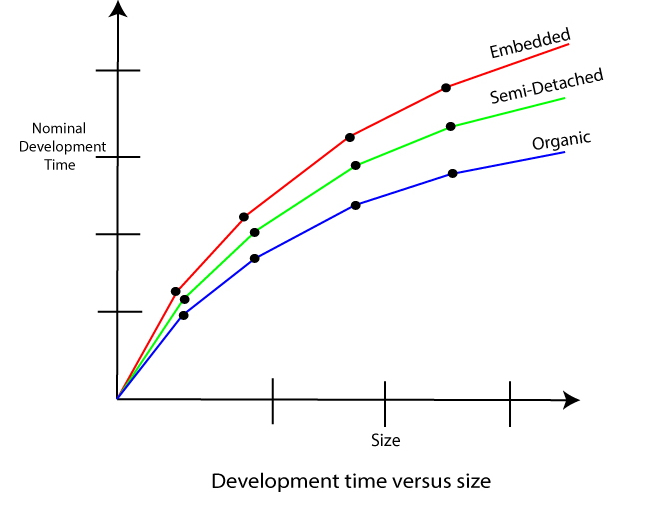 Embedded
Semi-Detached
Organic
Nominal
Development
Time
Size
Development time versus size